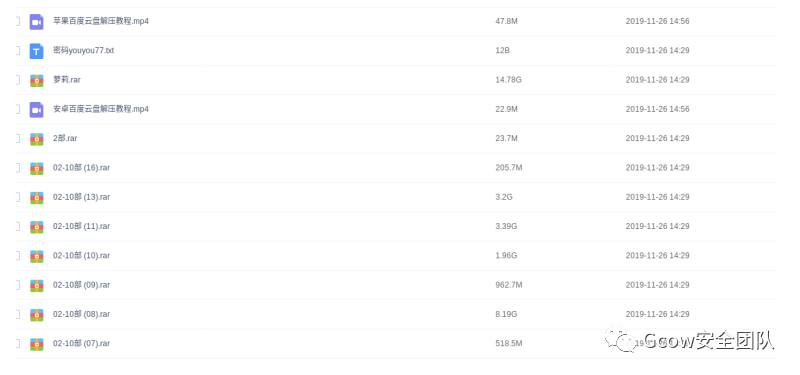 苹果百度云盘解压教程.mp4 47.8M 2019-11-26 14:56
密码youyou77.txt 12B 2019-11-26 14:29
萝莉.rar 14.78G 2019-11-26 14:29
安卓百度云盘解压教程.mp4 22.9M 2019-11-26 14:56
2部.rar 23.7M 2019-11-26 14:29
02-10部 (16).rar 205.7M 2019-11-26 14:29
02-10部 (13).rar 3.2G 2019-11-26 14:29
02-10部 (11).rar 3.39G 2019-11-26 14:29
02-10部 (10).rar 1.96G 2019-11-26 14:29
02-10部 (09).rar 962.7M 2019-11-26 14:29
02-10部 (08).rar 8.19G 2019-11-26 14:29
02-10部 (07).rar 518.5M
Gcow安全团队